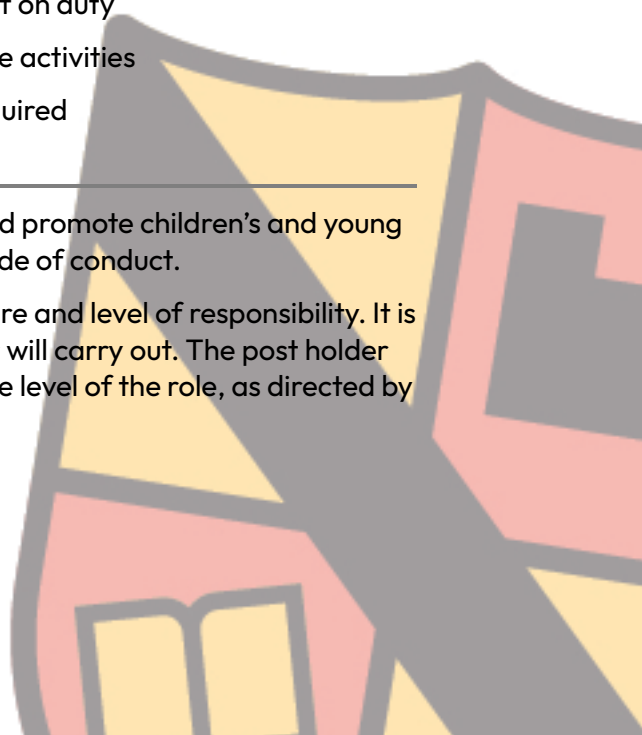 t on duty
e activities
uired
d promote children’s and young
de of conduct.
re and level of responsibility. It is
will carry out. The post holder
e level of the role, as directed by